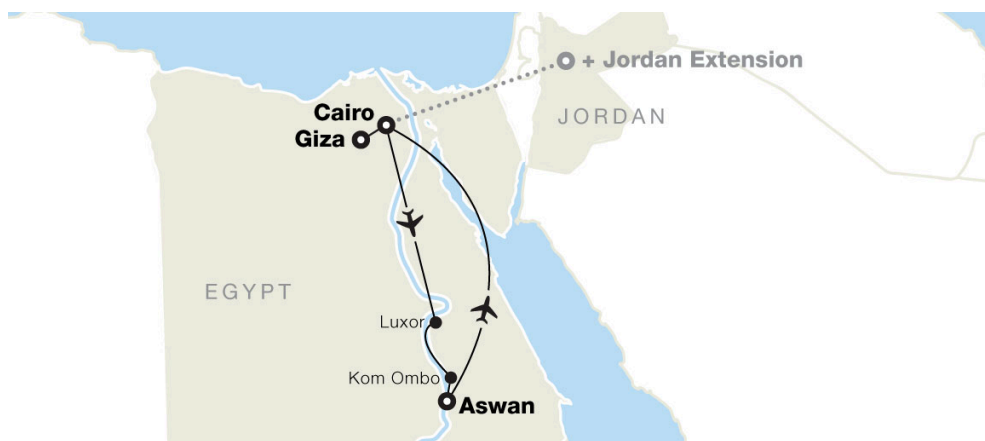 + Jordan Extension
Cairo
JORDAN
Giza
EGYPT
Luxor
Kom Ombo
Aswan